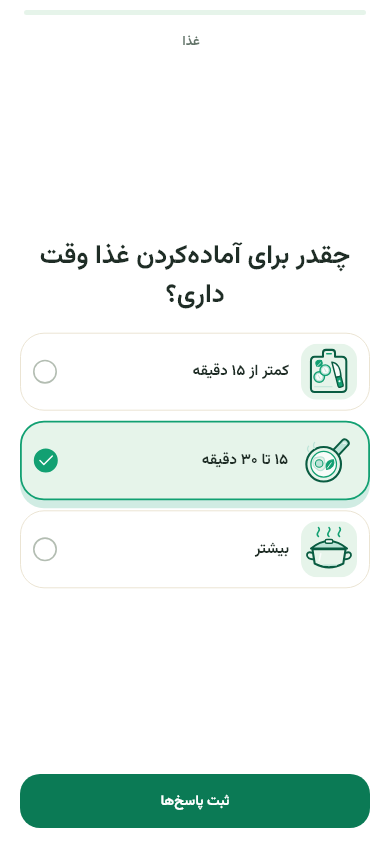 غذا
چقدر برای آماده‌کردن غذا وقت
داری؟
کمتر از ۱۵ دقیقه
۱۵ تا ۳۰ دقیقه
بیشتر
ثبت پاسخ‌ها